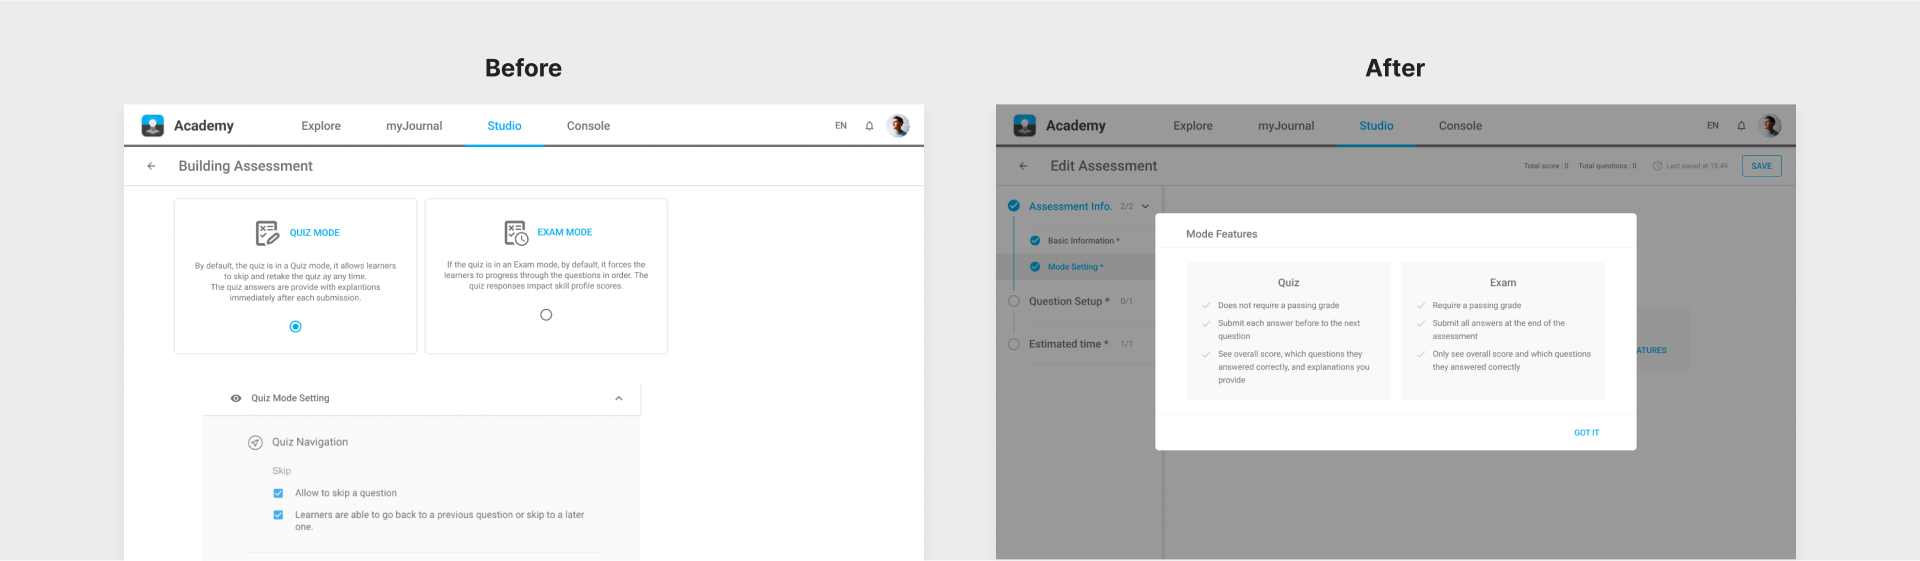 Before
Academy
Explore
myJournal
Studio
Console
EN
Building Assessment
QUIZ MODE
By default, the quiz is in a Quiz mode, it allows learners
to skip and retake the quiz ay any time.
The quiz answers are provide with explantions
immediately after each submission.
EXAM MODE
If the quiz is in an Exam mode, by default, it forces the
learners to progress through the questions in order. The
quiz responses impact skill profile scores.
Quiz Mode Setting
Quiz Navigation
Skip
Allow to skip a question
Learners are able to go back to a previous question or skip to a later
one.
After
Academy
Explore
myJournal
Studio
Console
EN
Edit Assessment
Total score : 0
Total questions : 0
Last saved at 18:49
SAVE
Assessment Info. 2/2
Basic Information *
Mode Setting *
Question Setup * 0/1
Estimated time * 1/1
Mode Features
Quiz
Does not require a passing grade
Submit each answer before to the next
question
See overall score, which questions they
answered correctly, and explanations you
provide
Exam
Require a passing grade
Submit all answers at the end of the
assessment
Only see overall score and which questions
they answered correctly
ATURES
GOT IT